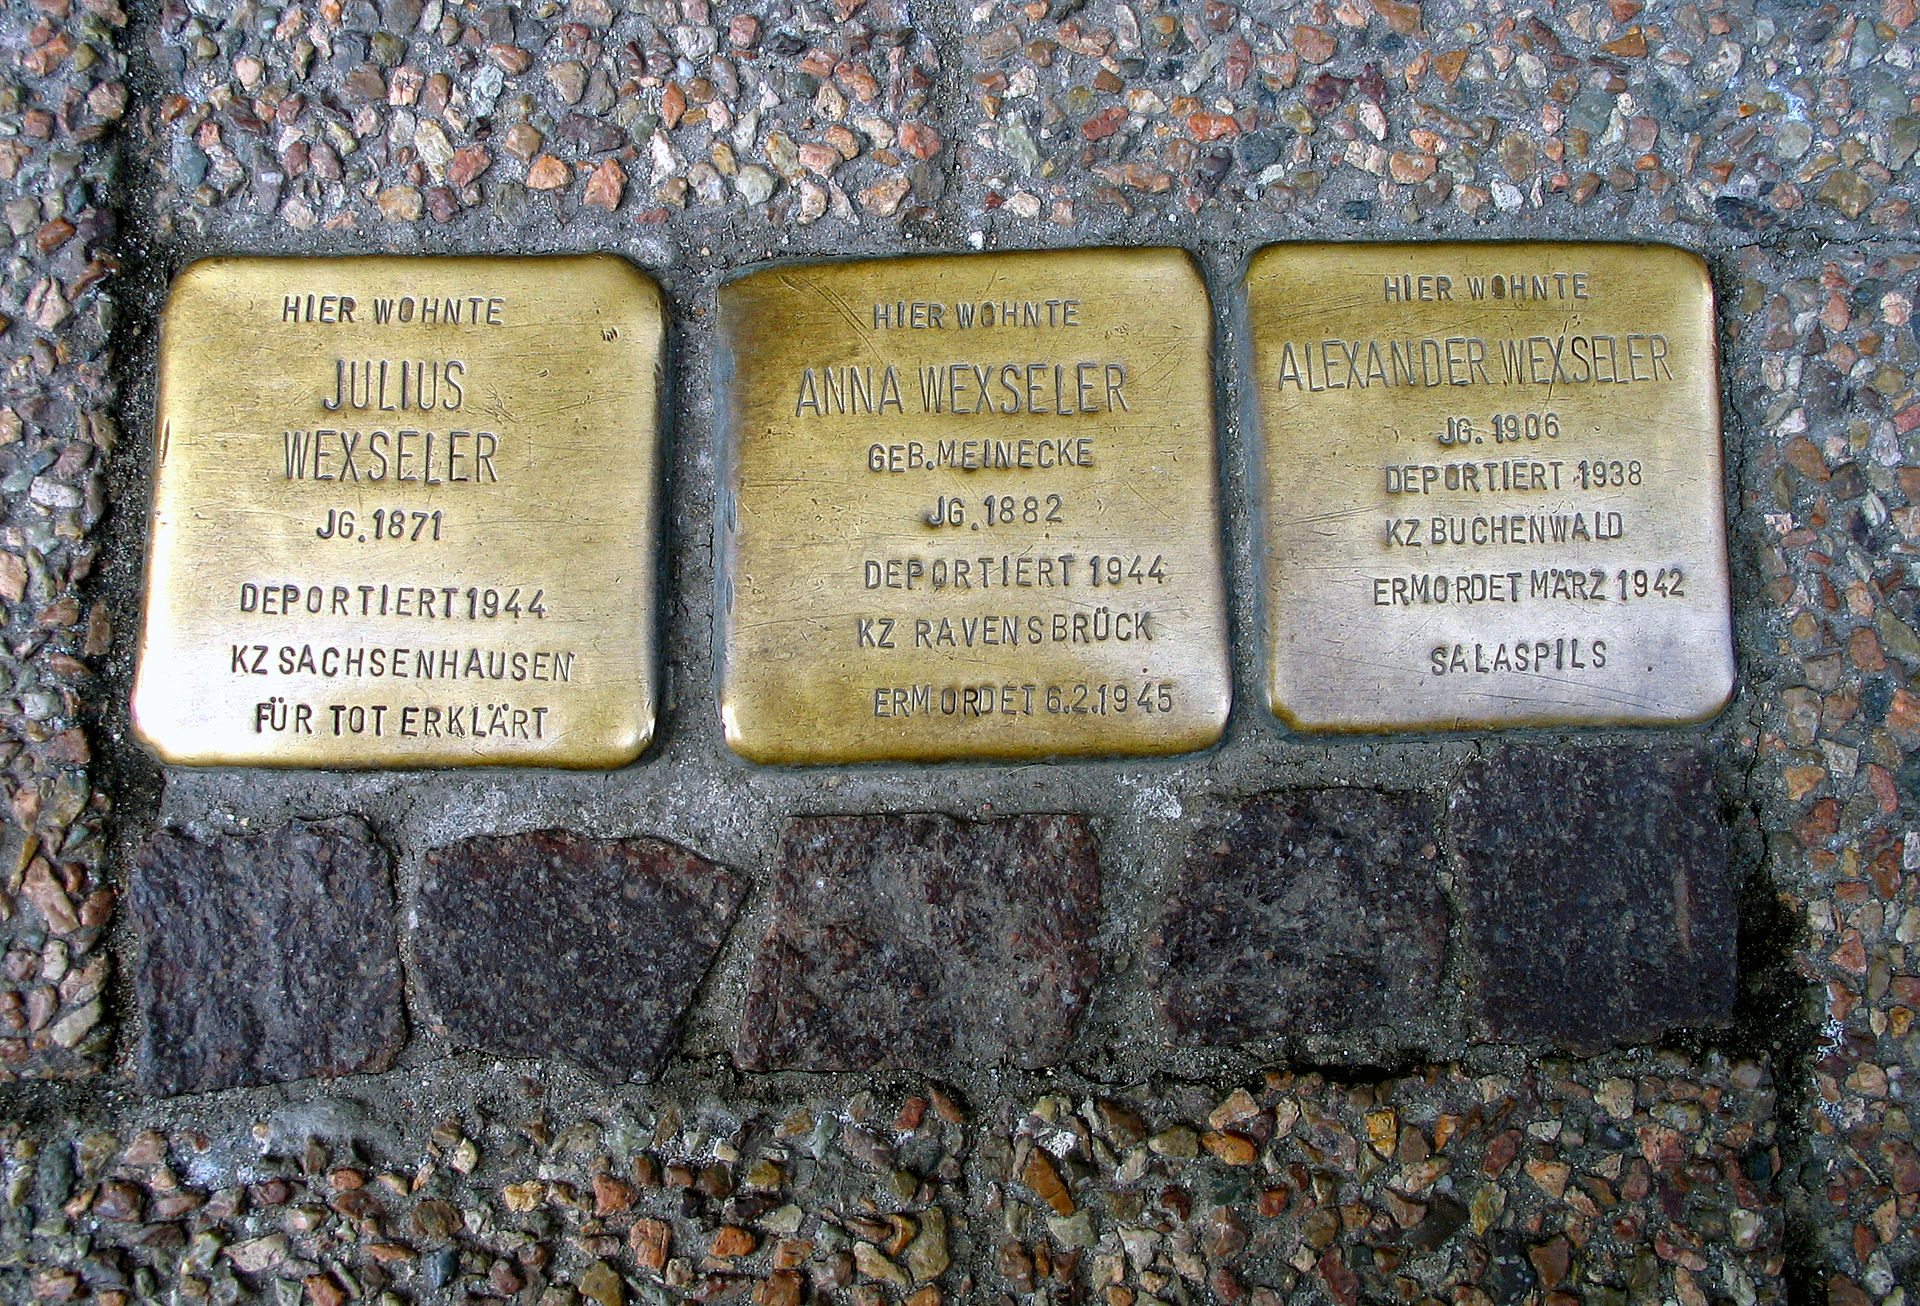 HIER WOHNTE
JULIUS
WEXSELER
JG. 1871
DEPORTIERT 1944
KZ SACHSENHAUSEN
FÜR TOT ERKLÄRT
HIER WOHNTE
ANNA WEXSELER
GEB. MEINECKE
JG. 1882
DEPORTIERT 1944
KZ RAVENSBRÜCK
ERMORDET 6.2.1945
HIER WOHNTE
ALEXANDER WEXSELER
JG. 1906
DEPORTIERT 1938
KZ BUCHENWALD
ERMORDET MÄRZ 1942
SALASPILS